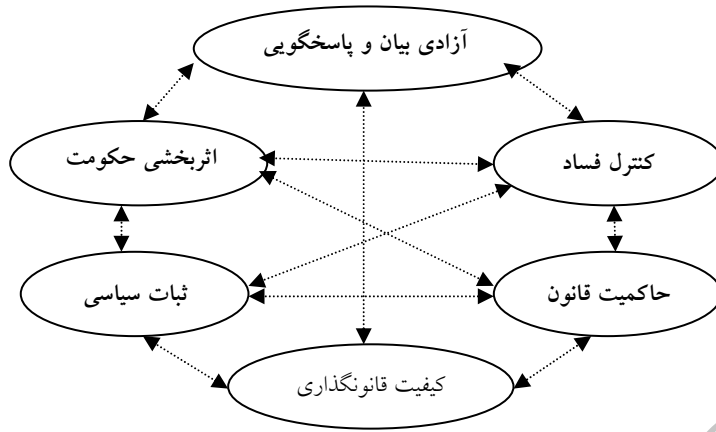 آزادی بیان و پاسخگویی
کنترل فساد
اثربخشی حکومت
حاکمیت قانون
ثبات سیاسی
کیفیت قانونگذاری